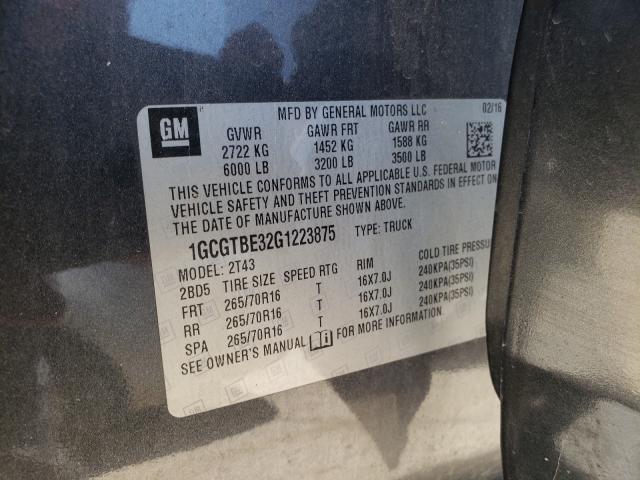 GM
MFD BY GENERAL MOTORS LLC 02/16
GVWR GAWR FRT GAWR RR
2722 KG 1452 KG 1588 KG
6000 LB 3200 LB 3500 LB
THIS VEHICLE CONFORMS TO ALL APPLICABLE U.S. FEDERAL MOTOR
VEHICLE SAFETY AND THEFT PREVENTION STANDARDS IN EFFECT ON
THE DATE OF MANUFACTURE SHOWN ABOVE.
1GCGTBE32G1223875 TYPE: TRUCK
MODEL: 2T43
2BD5 TIRE SIZE SPEED RTG RIM COLD TIRE PRESSU
FRT 265/70R16 T 16X7.0J 240KPA(35PSI)
RR 265/70R16 T 16X7.0J 240KPA(35PSI)
SPA 265/70R16 T 16X7.0J 240KPA(35PSI)
SEE OWNER'S MANUAL FOR MORE INFORMATION.